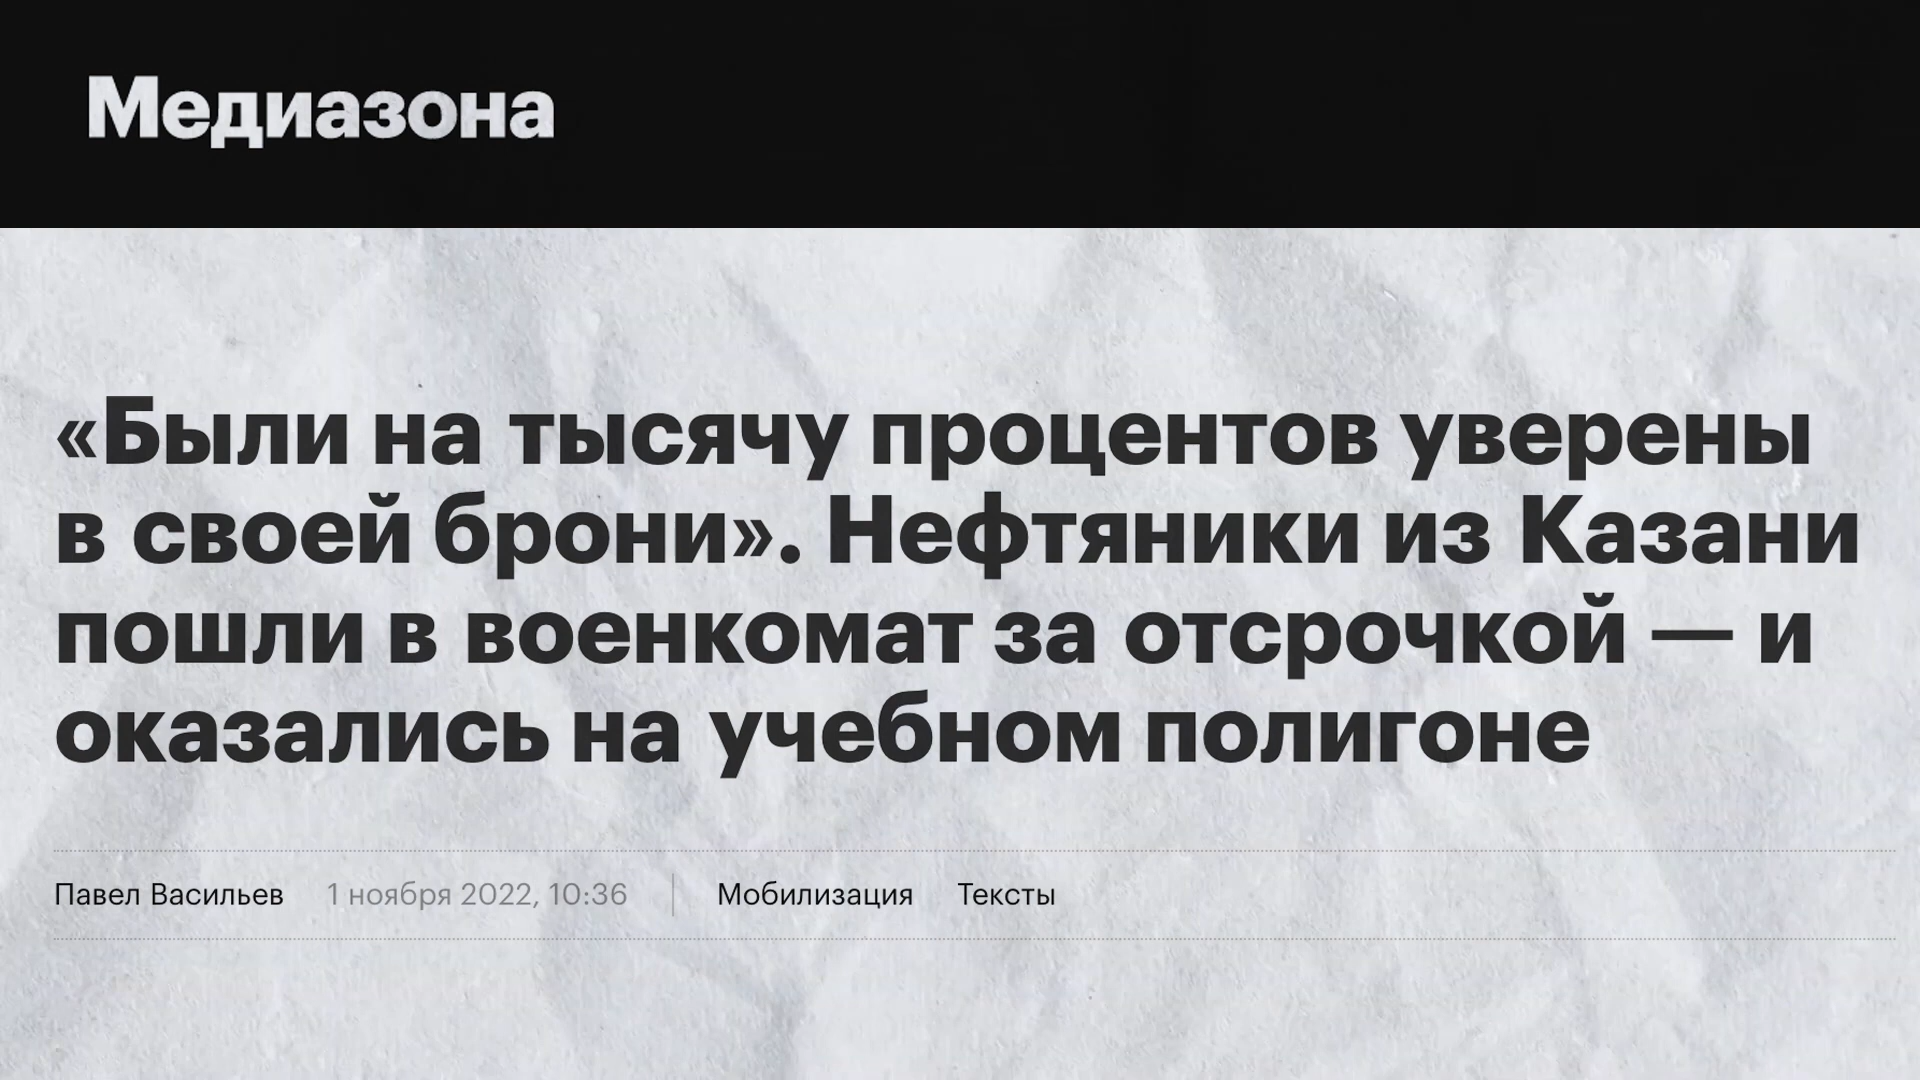 Медиазона
«Были на тысячу процентов уверены
в своей брони». Нефтяники из Казани
пошли в военкомат за отсрочкой — и
оказались на учебном полигоне
Павел Васильев 1 ноября 2022, 10:36 Мобилизация Тексты